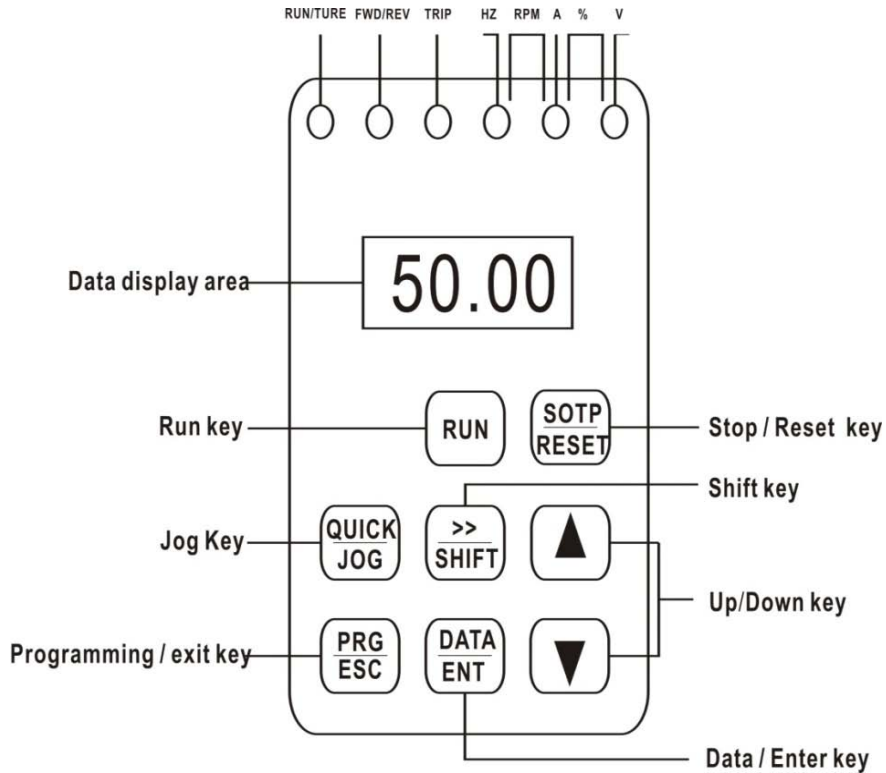 RUN/TURE FWD/REV TRIP HZ RPM A % V
Data display area
50.00
Run key
RUN
SOTP
RESET
Stop / Reset key
Shift key
Jog Key
QUICK
JOG
>>
SHIFT
▲
Up/Down key
Programming / exit key
PRG
ESC
DATA
ENT
▼
Data / Enter key